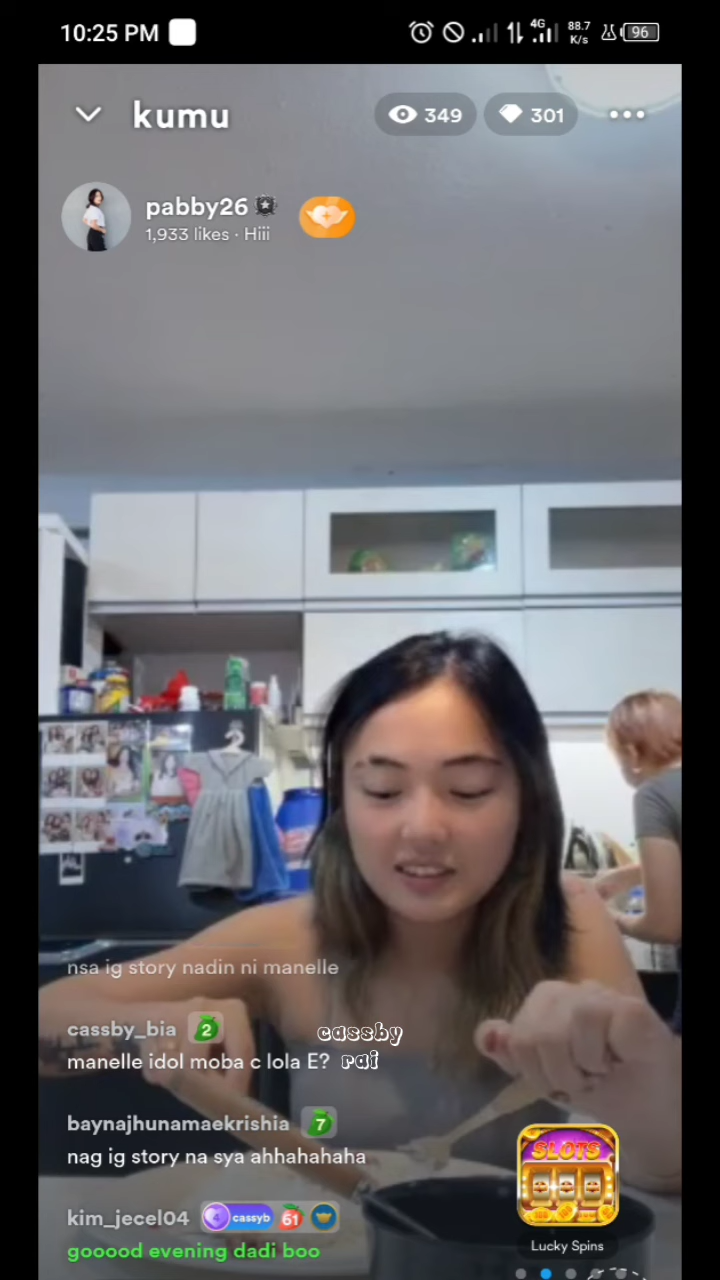 10:25 PM
4G
88.7
K/s
96
kumu
349
301
pabby26
1,933 likes · Hiii
nsa ig story nadin ni manelle
cassby_bia 2
manelle idol moba c lola E?
cassby
rai
baynajhunamaekrishia 7
nag ig story na sya ahhahahaha
kim_jecel04 4 cassyb 61
gooood evening dadi boo
SLOTS
Lucky Spins